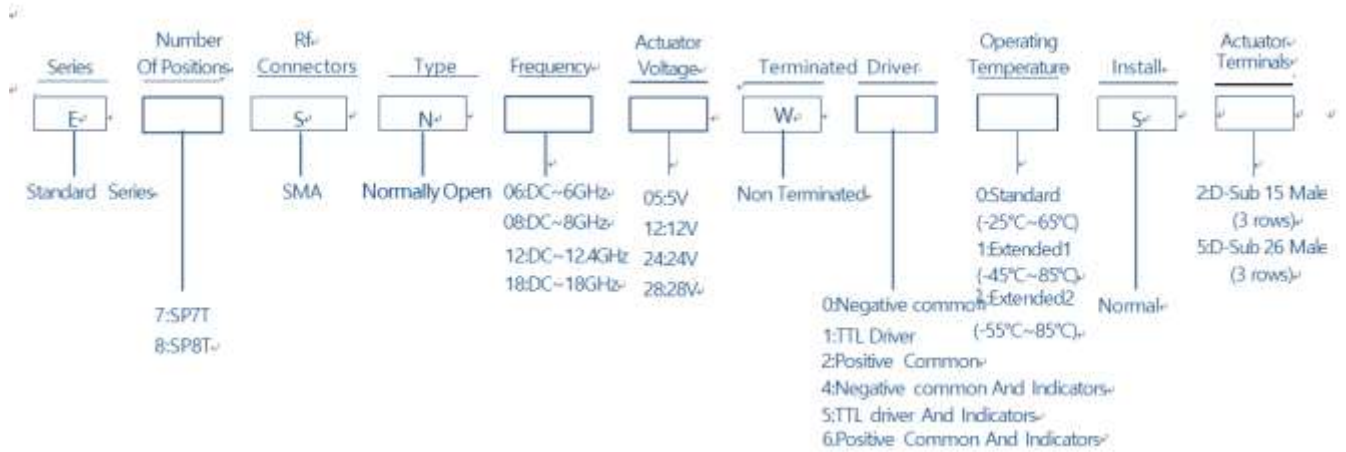 Series
Number
Of Positions
Rf
Connectors
Type
Frequency
Actuator
Voltage
Terminated
Driver
Operating
Temperature
Install
Actuator
Terminals
E
S
N
W
S
Standard Series
7:SP7T
8:SP8T
SMA
Normally Open
06:DC~6GHz
08:DC~8GHz
12:DC~12.4GHz
18:DC~18GHz
05:5V
12:12V
24:24V
28:28V
Non Terminated
0:Negative common
1:TTL Driver
2:Positive Common
4:Negative common And Indicators
5:TTL driver And Indicators
6.Positive Common And Indicators
0:Standard
(-25℃~65℃)
1:Extended1
(-45℃~85℃)
2:Extended2
(-55℃~85℃)
Normal
2:D-Sub 15 Male
(3 rows)
5:D-Sub 26 Male
(3 rows)